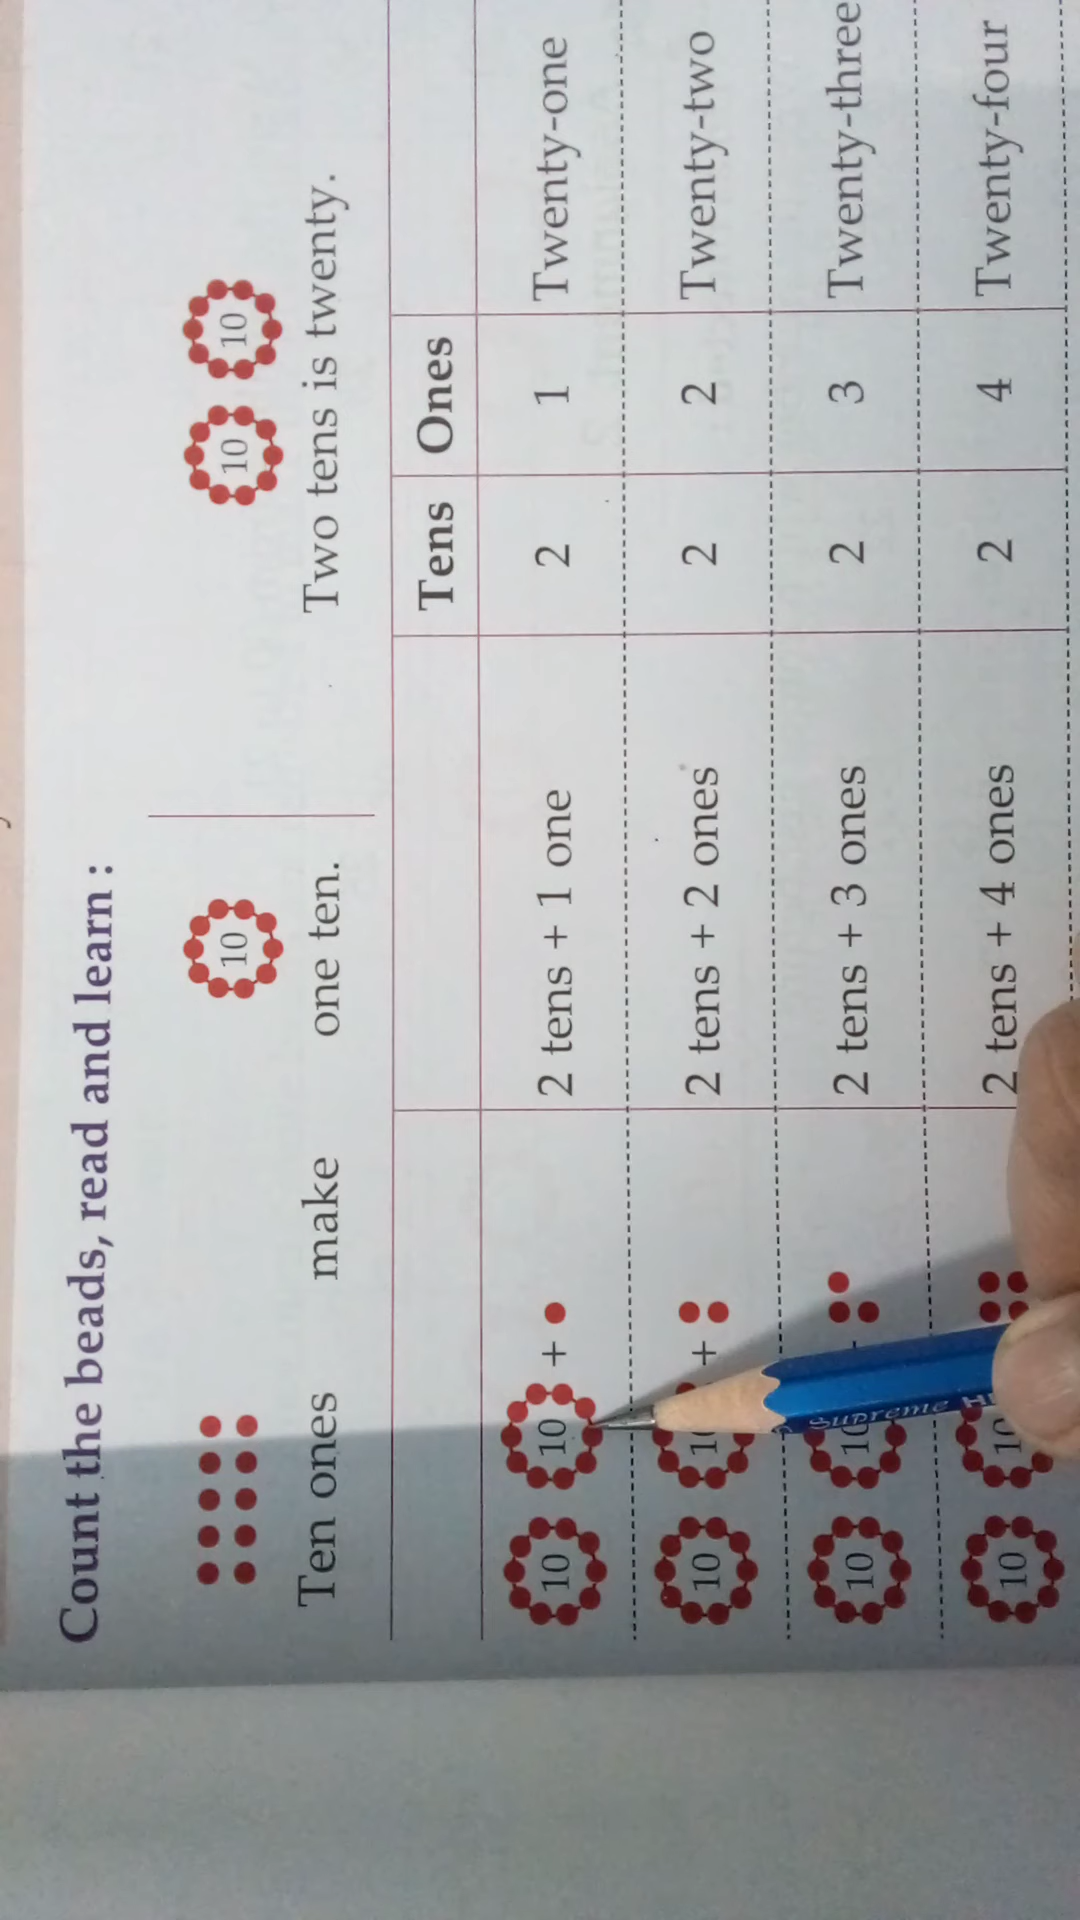 Count the beads, read and learn :
10 10 10
Ten ones make one ten. Two tens is twenty.
Tens Ones
10 10 + 2 tens + 1 one 2 1 Twenty-one
10 10 + 2 tens + 2 ones 2 2 Twenty-two
10 10 2 tens + 3 ones 2 3 Twenty-three
10 10 2 tens + 4 ones 2 4 Twenty-four
Supreme